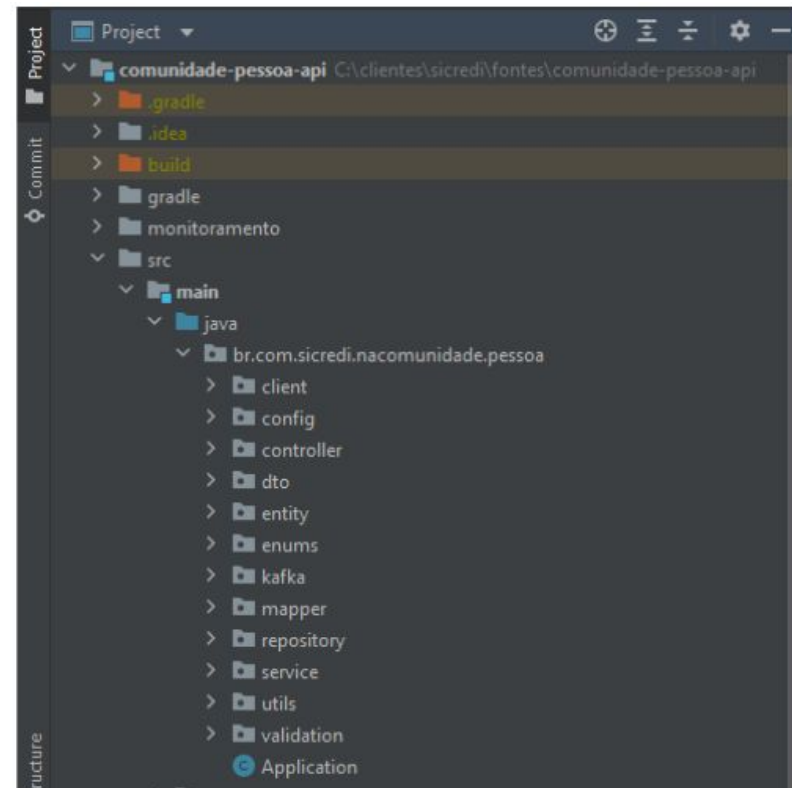 Project
comunidade-pessoa-api C:\clientes\sicredi\fontes\comunidade-pessoa-api
.gradle
.idea
build
gradle
monitoramento
src
main
java
br.com.sicredi.nacomunidade.pessoa
client
config
controller
dto
entity
enums
kafka
mapper
repository
service
utils
validation
Application
Project
Commit
ructure